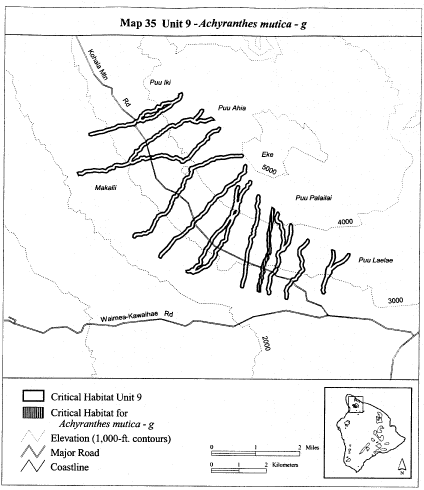 Map 35 Unit 9 - Achyranthes mutica - g
Kohala Mtn
Rd
Puu Iki
Puu Ahia
Eke
5000
Makalii
Puu Palailai
4000
Puu Laelae
3000
Waimea-Kawaihae Rd
2000
Critical Habitat Unit 9
Critical Habitat for
Achyranthes mutica - g
Elevation (1,000-ft. contours)
Major Road
Coastline
0 1 2 Miles
0 1 2 Kilometers
N